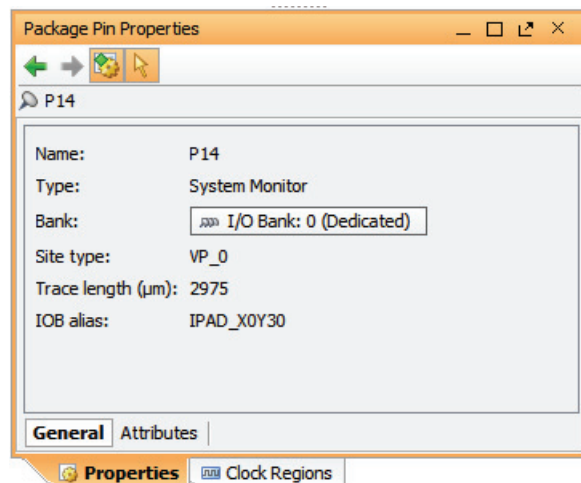 Package Pin Properties
P14
Name: P14
Type: System Monitor
Bank: I/O Bank: 0 (Dedicated)
Site type: VP_0
Trace length (µm): 2975
IOB alias: IPAD_X0Y30
General Attributes
Properties Clock Regions